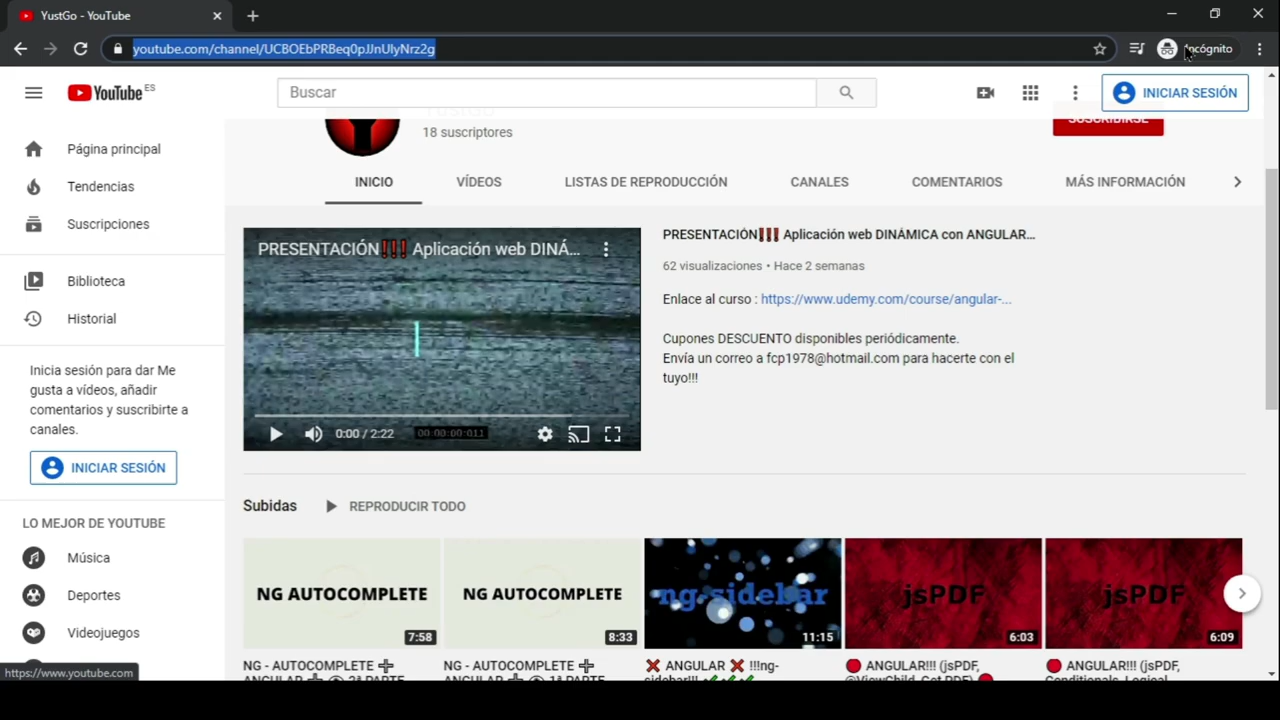 YustGo - YouTube
youtube.com/channel/UCBOEbPRBeq0pJJnUlyNrz2g
Incógnito
YouTube ES
Buscar
INICIAR SESIÓN
YustGo
18 suscriptores
SUSCRIBIRSE
Página principal
Tendencias
Suscripciones
Biblioteca
Historial
Inicia sesión para dar Me
gusta a vídeos, añadir
comentarios y suscribirte a
canales.
INICIAR SESIÓN
LO MEJOR DE YOUTUBE
Música
Deportes
Videojuegos
https://www.youtube.com
INICIO
VÍDEOS
LISTAS DE REPRODUCCIÓN
CANALES
COMENTARIOS
MÁS INFORMACIÓN
PRESENTACIÓN❗❗❗ Aplicación web DINÁ...
0:00 / 2:22
00:00:00:011
PRESENTACIÓN❗❗❗ Aplicación web DINÁMICA con ANGULAR...
62 visualizaciones • Hace 2 semanas
Enlace al curso : https://www.udemy.com/course/angular-...
Cupones DESCUENTO disponibles periódicamente.
Envía un correo a fcp1978@hotmail.com para hacerte con el
tuyo!!!
Subidas
REPRODUCIR TODO
NG AUTOCOMPLETE
7:58
NG AUTOCOMPLETE
8:33
ng-sidebar
11:15
jsPDF
6:03
jsPDF
6:09
NG - AUTOCOMPLETE ➕
ANGULAR ➕ 👁 2ª PARTE
NG - AUTOCOMPLETE ➕
ANGULAR ➕ 👁 1ª PARTE
❌ ANGULAR ❌ !!!ng-
sidebar!!! ✔✔✔
🔴 ANGULAR!!! (jsPDF,
@ViewChild, Get PDF) 🔴
🔴 ANGULAR!!! (jsPDF,
Conditionals, Logical